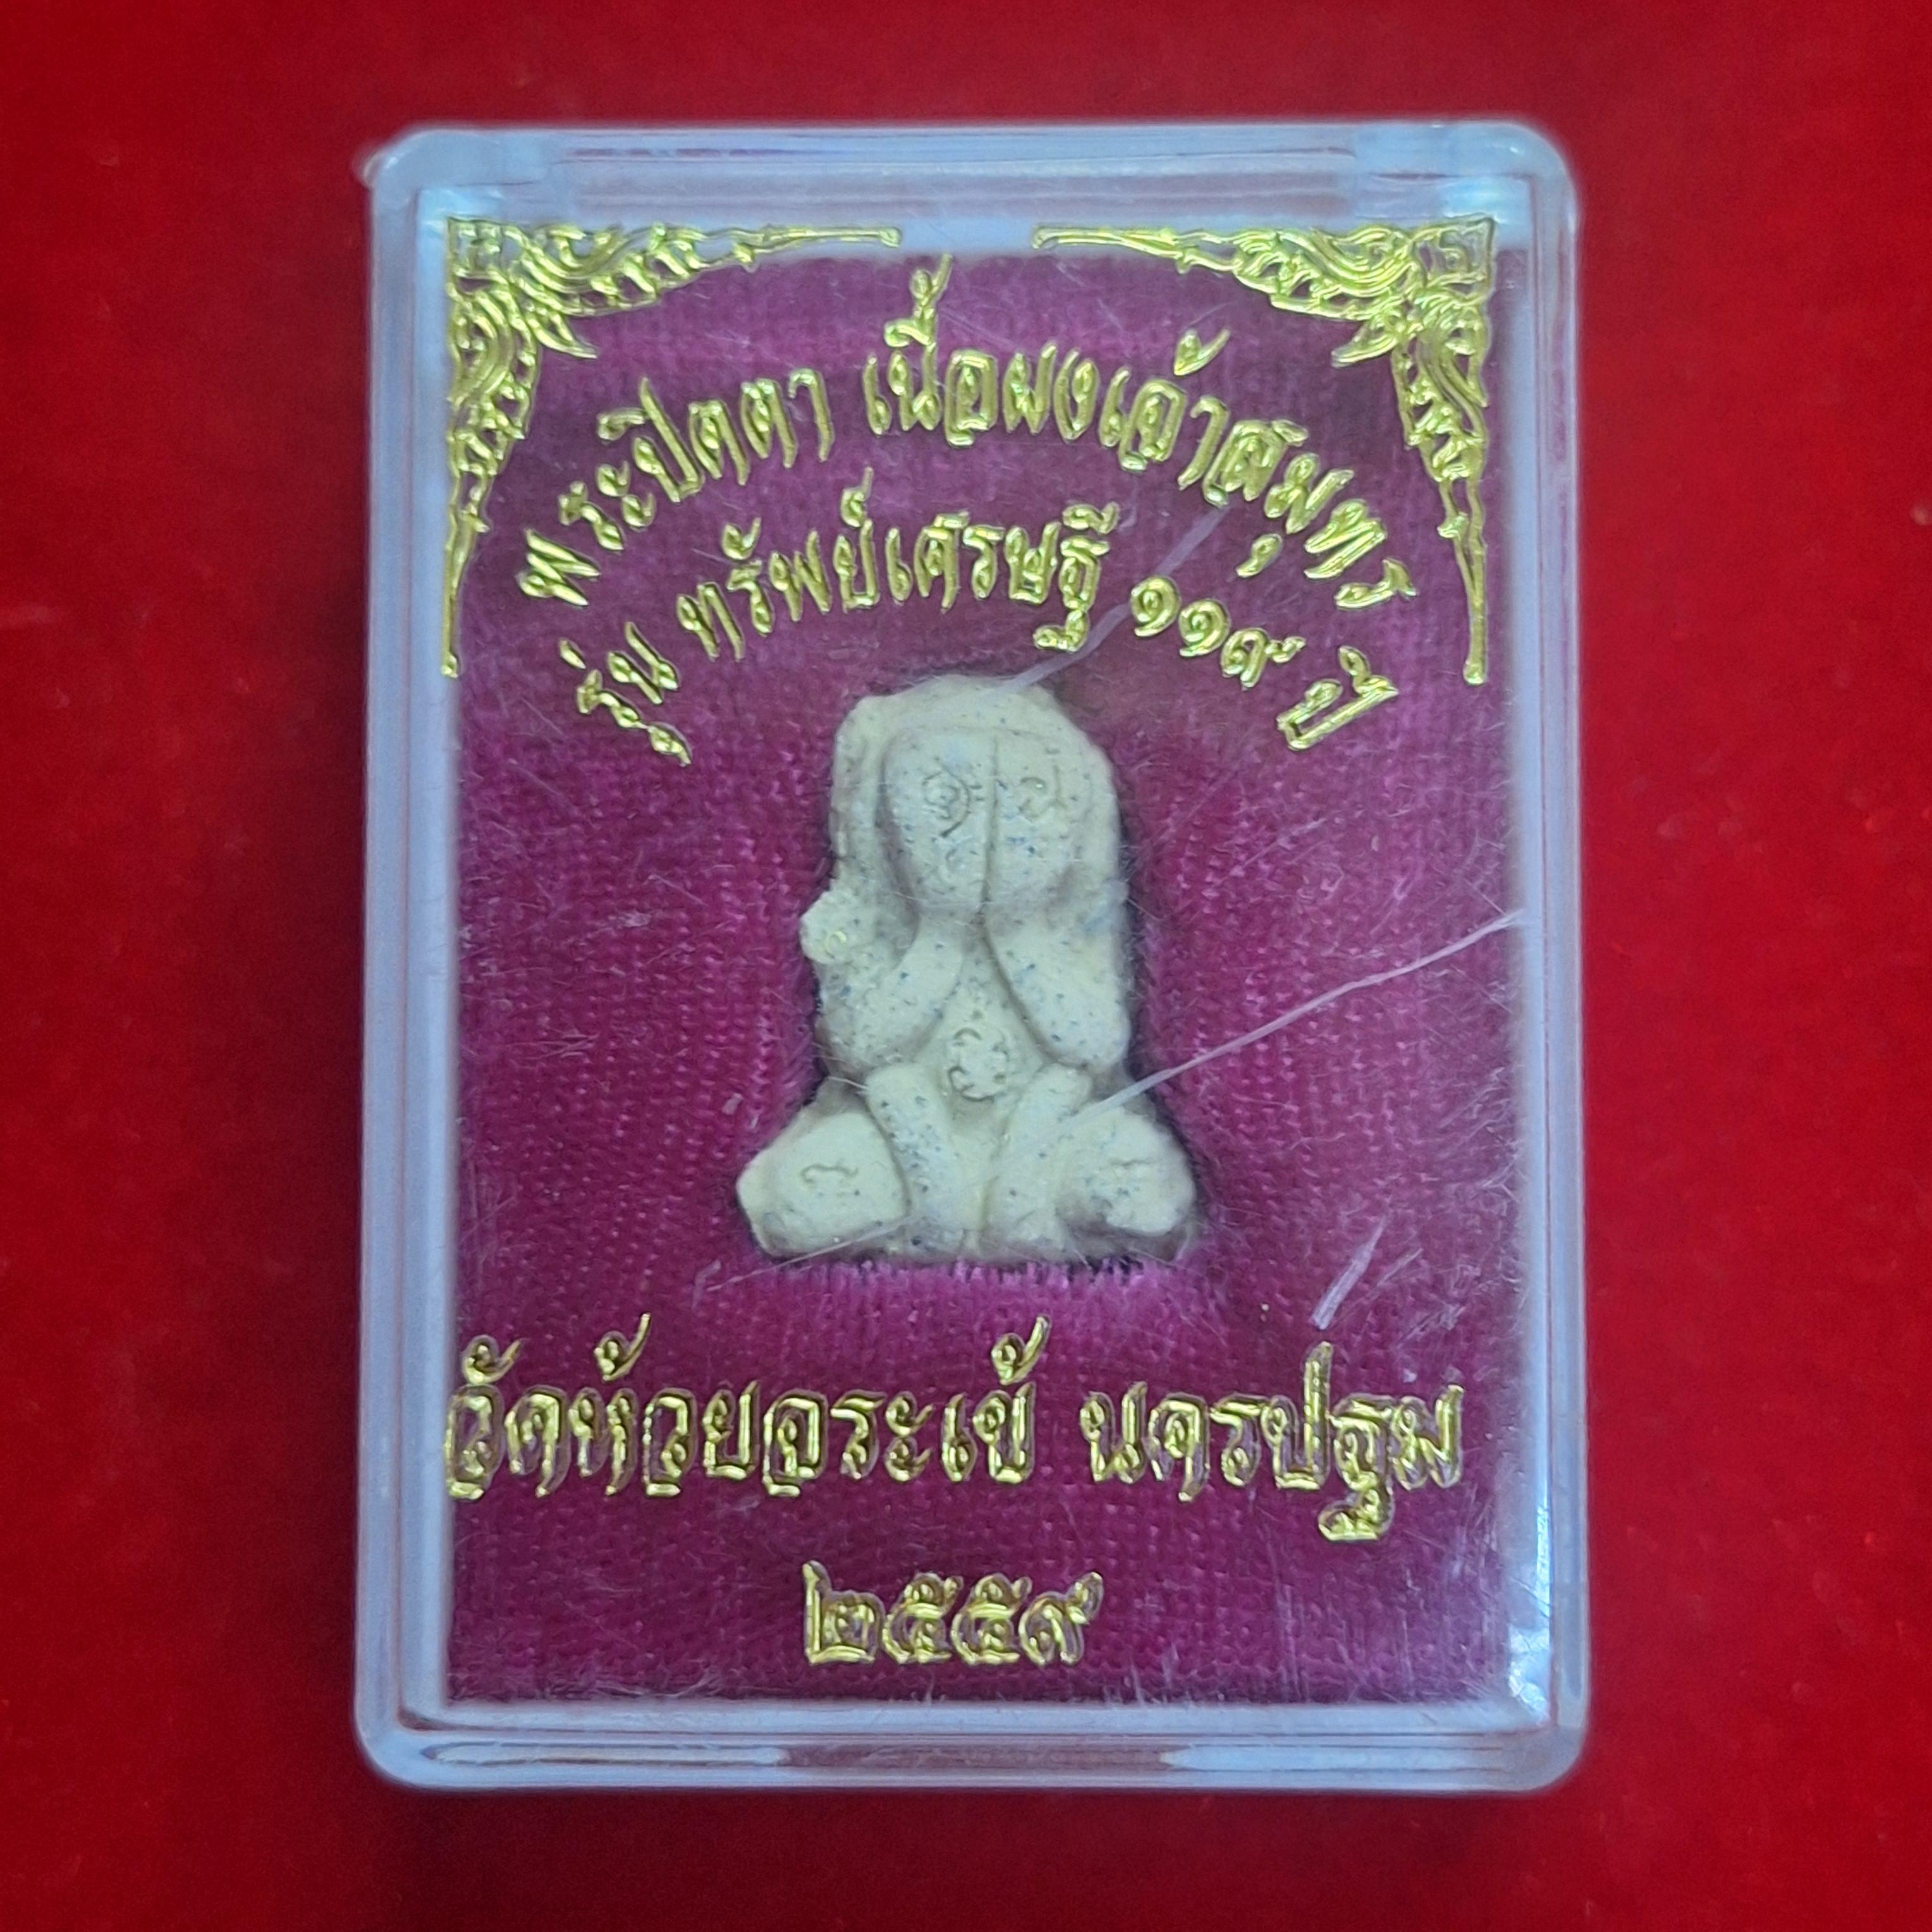 พระปิดตา เนื้อผงเจ้าสมุทร
รุ่น ทรัพย์เศรษฐี ๑๑๙ ปี
วัดห้วยจระเข้ นครปฐม
๒๕๕๙